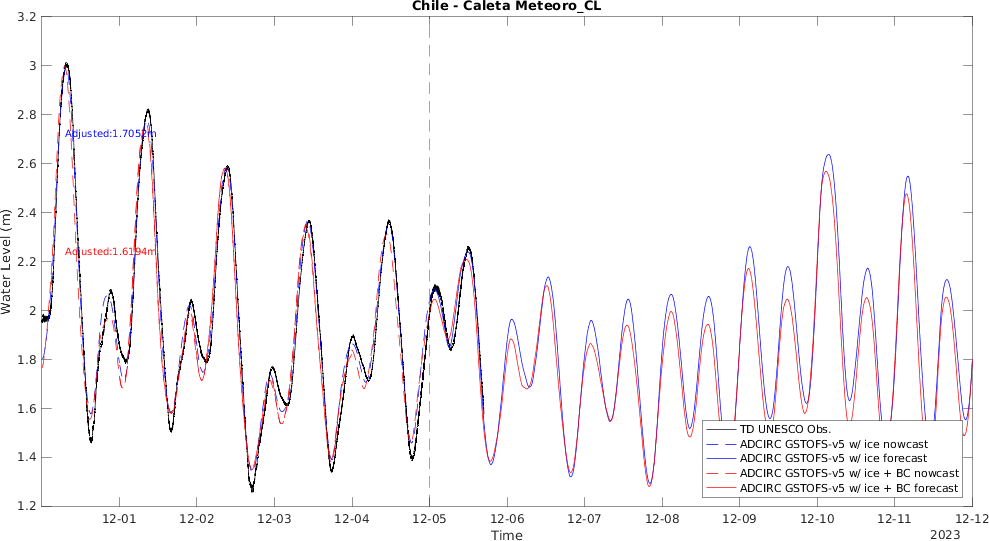 Chile - Caleta Meteoro_CL
3.2
3
2.8
2.6
2.4
2.2
2
1.8
1.6
1.4
1.2
Water Level (m)
Adjusted:1.7052m
Adjusted:1.6194m
TD UNESCO Obs.
ADCIRC GSTOFS-v5 w/ ice nowcast
ADCIRC GSTOFS-v5 w/ ice forecast
ADCIRC GSTOFS-v5 w/ ice + BC nowcast
ADCIRC GSTOFS-v5 w/ ice + BC forecast
12-01 12-02 12-03 12-04 12-05 12-06 12-07 12-08 12-09 12-10 12-11 12-12
Time
2023